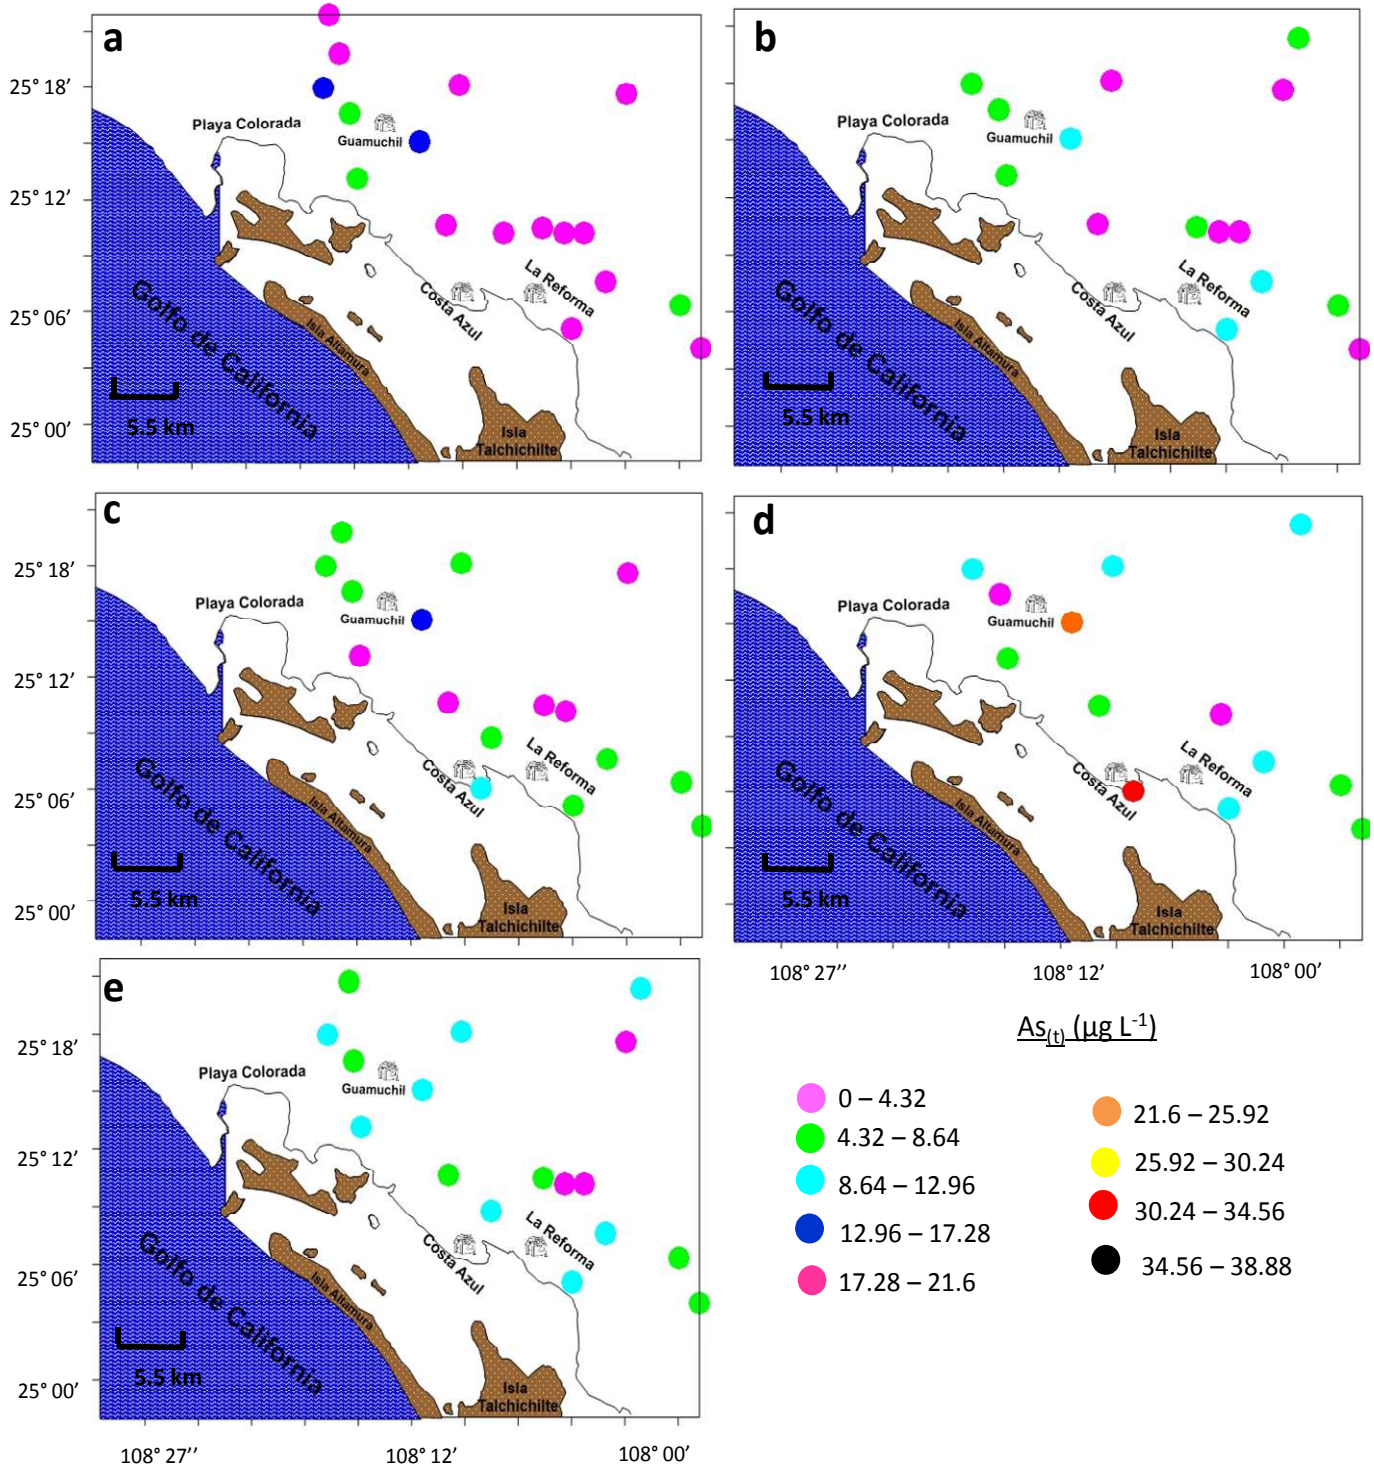 a
25° 18’
25° 12’
25° 06’
25° 00’
Playa Colorada
Guamuchil
La Reforma
Costa Azul
Isla Altamura
Golfo de California
5.5 km
Isla
Talchichilte
b
Playa Colorada
Guamuchil
La Reforma
Costa Azul
Isla Altamura
Golfo de California
5.5 km
Isla
Talchichilte
c
25° 18’
25° 12’
25° 06’
25° 00’
Playa Colorada
Guamuchil
La Reforma
Costa Azul
Isla Altamura
Golfo de California
5.5 km
Isla
Talchichilte
d
Playa Colorada
Guamuchil
La Reforma
Costa Azul
Isla Altamura
Golfo de California
5.5 km
Isla
Talchichilte
108° 27’’ 108° 12’ 108° 00’
e
25° 18’
25° 12’
25° 06’
25° 00’
Playa Colorada
Guamuchil
La Reforma
Costa Azul
Isla Altamura
Golfo de California
5.5 km
Isla
Talchichilte
108° 27’’ 108° 12’ 108° 00’
As(t) (µg L-1)
0 – 4.32
4.32 – 8.64
8.64 – 12.96
12.96 – 17.28
17.28 – 21.6
21.6 – 25.92
25.92 – 30.24
30.24 – 34.56
34.56 – 38.88